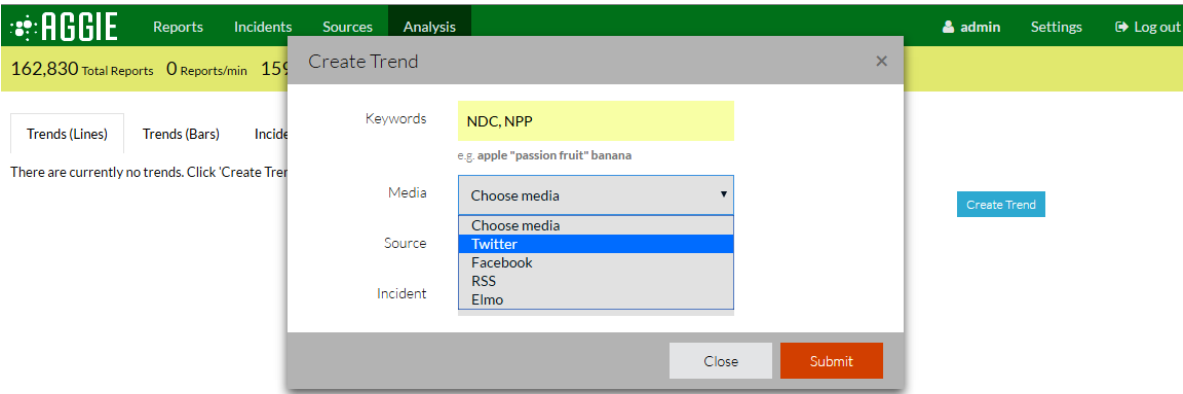 AGGIE Reports Incidents Sources Analysis admin Settings Log out
162,830 Total Reports 0 Reports/min
Trends (Lines) Trends (Bars)
There are currently no trends. Click 'Create
Create Trend ×
Keywords NDC, NPP
e.g. apple "passion fruit" banana
Media Choose media
Choose media
Source Twitter
Facebook
RSS
Incident Elmo
Close Submit
Create Trend